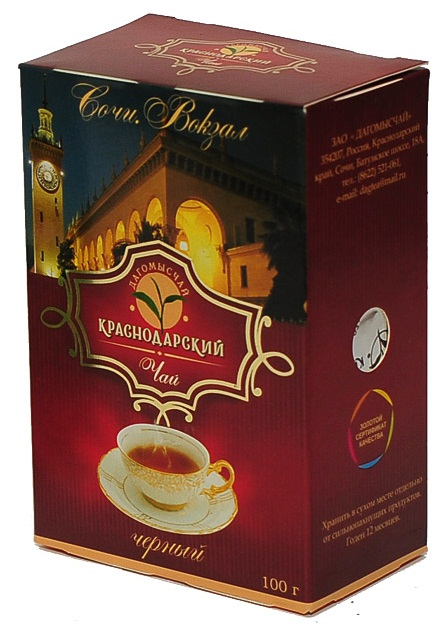 КРАСНОДАРСКИЙ
Чай
Сочи. Вокзал
ДАГОМЫСЧАЙ
КРАСНОДАРСКИЙ
Чай
черный
100 г
ЗАО « ДАГОМЫСЧАЙ
354207, Россия, Краснодарский
край, Сочи, Батумское шоссе, 18А,
тел.: (8622) 521-061,
e-mail: dagtea@mail.ru
ЗОЛОТОЙ
СЕРТИФИКАТ
КАЧЕСТВА
Хранить в сухом месте отдельно
от сильнопахнущих продуктов.
Годен 12 месяцев.